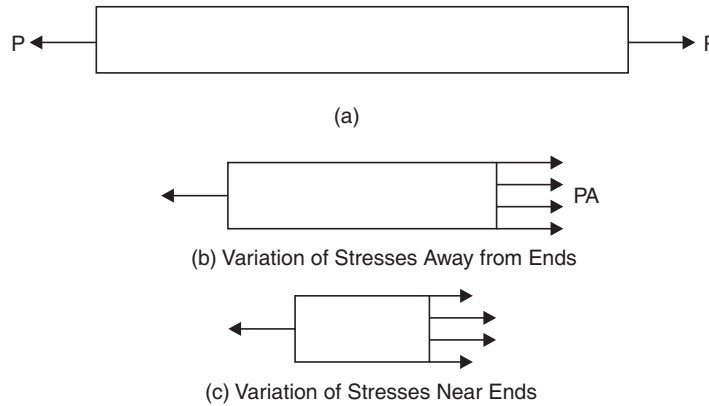 P P
(a)
PA
(b) Variation of Stresses Away from Ends
(c) Variation of Stresses Near Ends